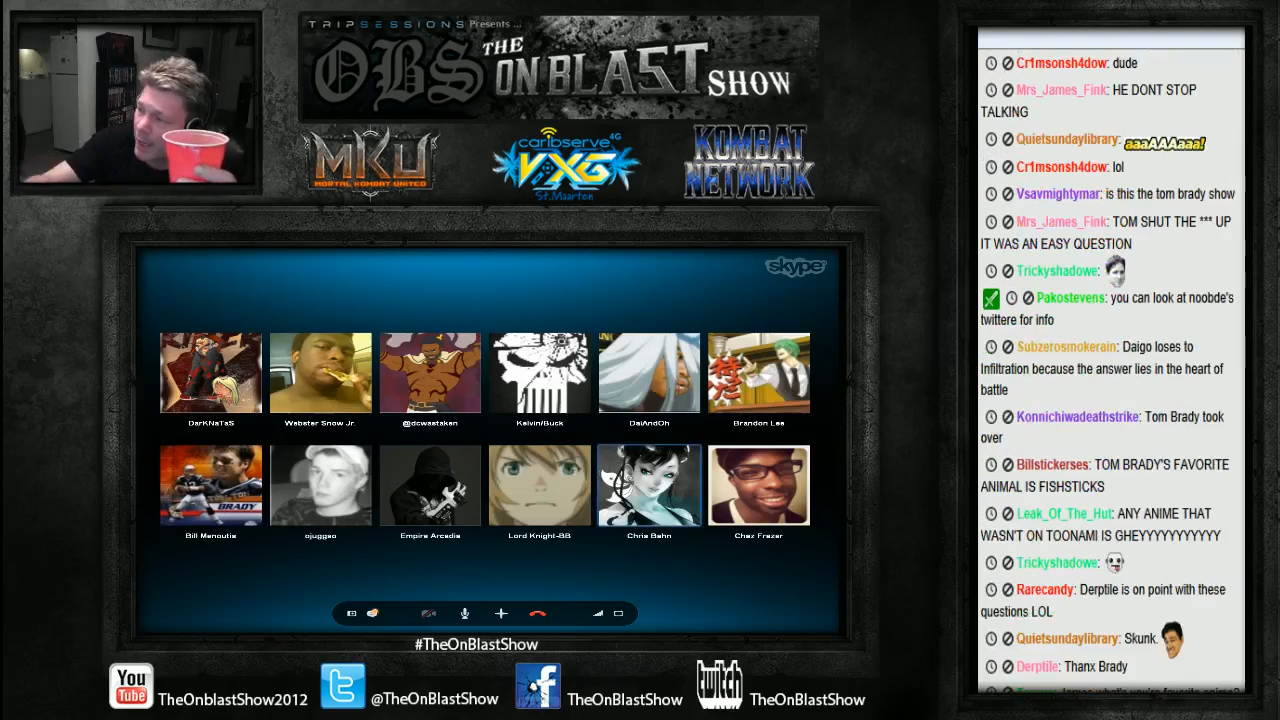 TRIPSESSIONS Presents ...
OBS THE ON BLAST SHOW
MKU
MORTAL KOMBAT UNITED
caribserve 4G
VXG
St.Maarten
KOMBAT
NETWORK
skype
DarKNaTaS
Webster Snow Jr.
@dcwastaken
Kelvin/Buck
DaiAndOh
Brandon Lee
BRADY
Bill Menoutis
ojuggao
Empire Arcadia
Lord Knight-BB
Chris Bahn
Chaz Frazer
#TheOnBlastShow
You
Tube
TheOnblastShow2012
@TheOnBlastShow
TheOnBlastShow
twitch
TheOnBlastShow
Cr1msonsh4dow: dude
Mrs_James_Fink: HE DONT STOP
TALKING
Quietsundaylibrary: aaaAAAaaa!
Cr1msonsh4dow: lol
Vsavmightymar: is this the tom brady show
Mrs_James_Fink: TOM SHUT THE *** UP
IT WAS AN EASY QUESTION
Trickyshadowe:
Pakostevens: you can look at noobde's
twittere for info
Subzerosmokerain: Daigo loses to
Infiltration because the answer lies in the heart of
battle
Konnichiwadeathstrike: Tom Brady took
over
Billstickerses: TOM BRADY'S FAVORITE
ANIMAL IS FISHSTICKS
Leak_Of_The_Hut: ANY ANIME THAT
WASN'T ON TOONAMI IS GHEYYYYYYYYYYY
Trickyshadowe:
Rarecandy: Derptile is on point with these
questions LOL
Quietsundaylibrary: Skunk.
Derptile: Thanx Brady